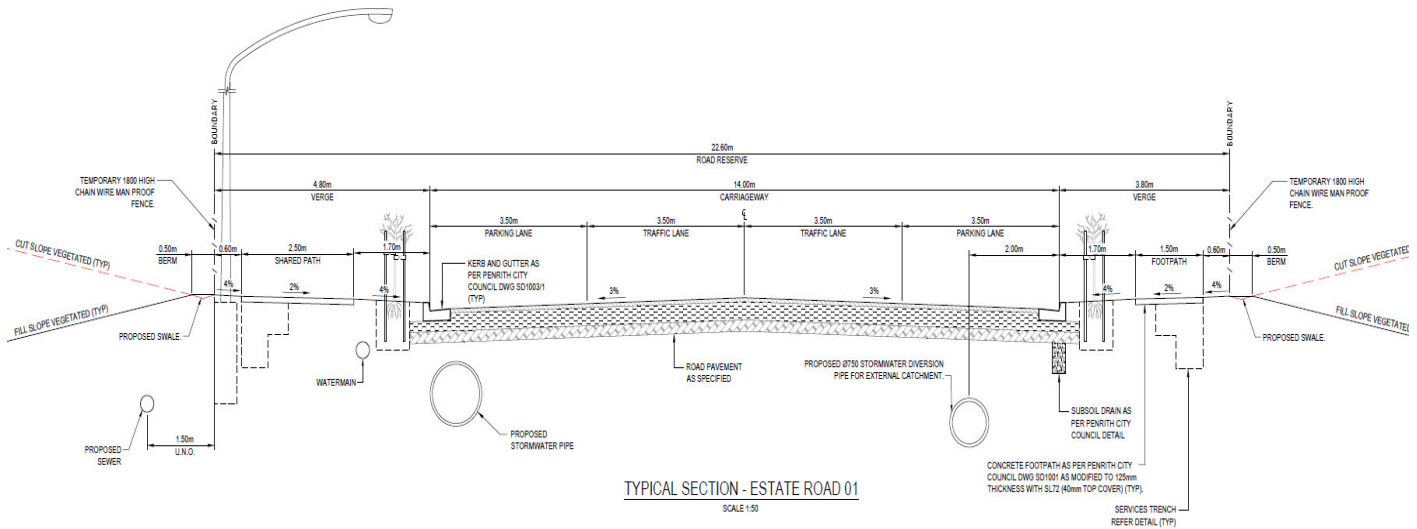 BOUNDARY
BOUNDARY
22.60m
ROAD RESERVE
TEMPORARY 1800 HIGH
CHAIN WIRE MAN PROOF
FENCE.
4.80m
VERGE
14.00m
CARRIAGEWAY
3.80m
VERGE
TEMPORARY 1800 HIGH
CHAIN WIRE MAN PROOF
FENCE.
℄
3.50m
PARKING LANE
3.50m
TRAFFIC LANE
3.50m
TRAFFIC LANE
3.50m
PARKING LANE
CUT SLOPE VEGETATED (TYP)
0.50m
BERM
0.60m
2.50m
SHARED PATH
1.70m
2.00m
1.70m
1.50m
FOOTPATH
0.60m
0.50m
BERM
CUT SLOPE VEGETATED
KERB AND GUTTER AS
PER PENRITH CITY
COUNCIL DWG SD1003/1
(TYP)
4%
2%
4%
3%
3%
4%
2%
4%
FILL SLOPE VEGETATED (TYP)
PROPOSED SWALE.
FILL SLOPE VEGETATED
PROPOSED SWALE.
WATERMAIN
ROAD PAVEMENT
AS SPECIFIED
PROPOSED Ø750 STORMWATER DIVERSION
PIPE FOR EXTERNAL CATCHMENT.
SUBSOIL DRAIN AS
PER PENRITH CITY
COUNCIL DETAIL
PROPOSED
SEWER
1.50m
U.N.O.
PROPOSED
STORMWATER PIPE
CONCRETE FOOTPATH AS PER PENRITH CITY
COUNCIL DWG SD1001 AS MODIFIED TO 125mm
THICKNESS WITH SL72 (40mm TOP COVER) (TYP).
SERVICES TRENCH
REFER DETAIL (TYP)
TYPICAL SECTION - ESTATE ROAD 01
SCALE 1:50